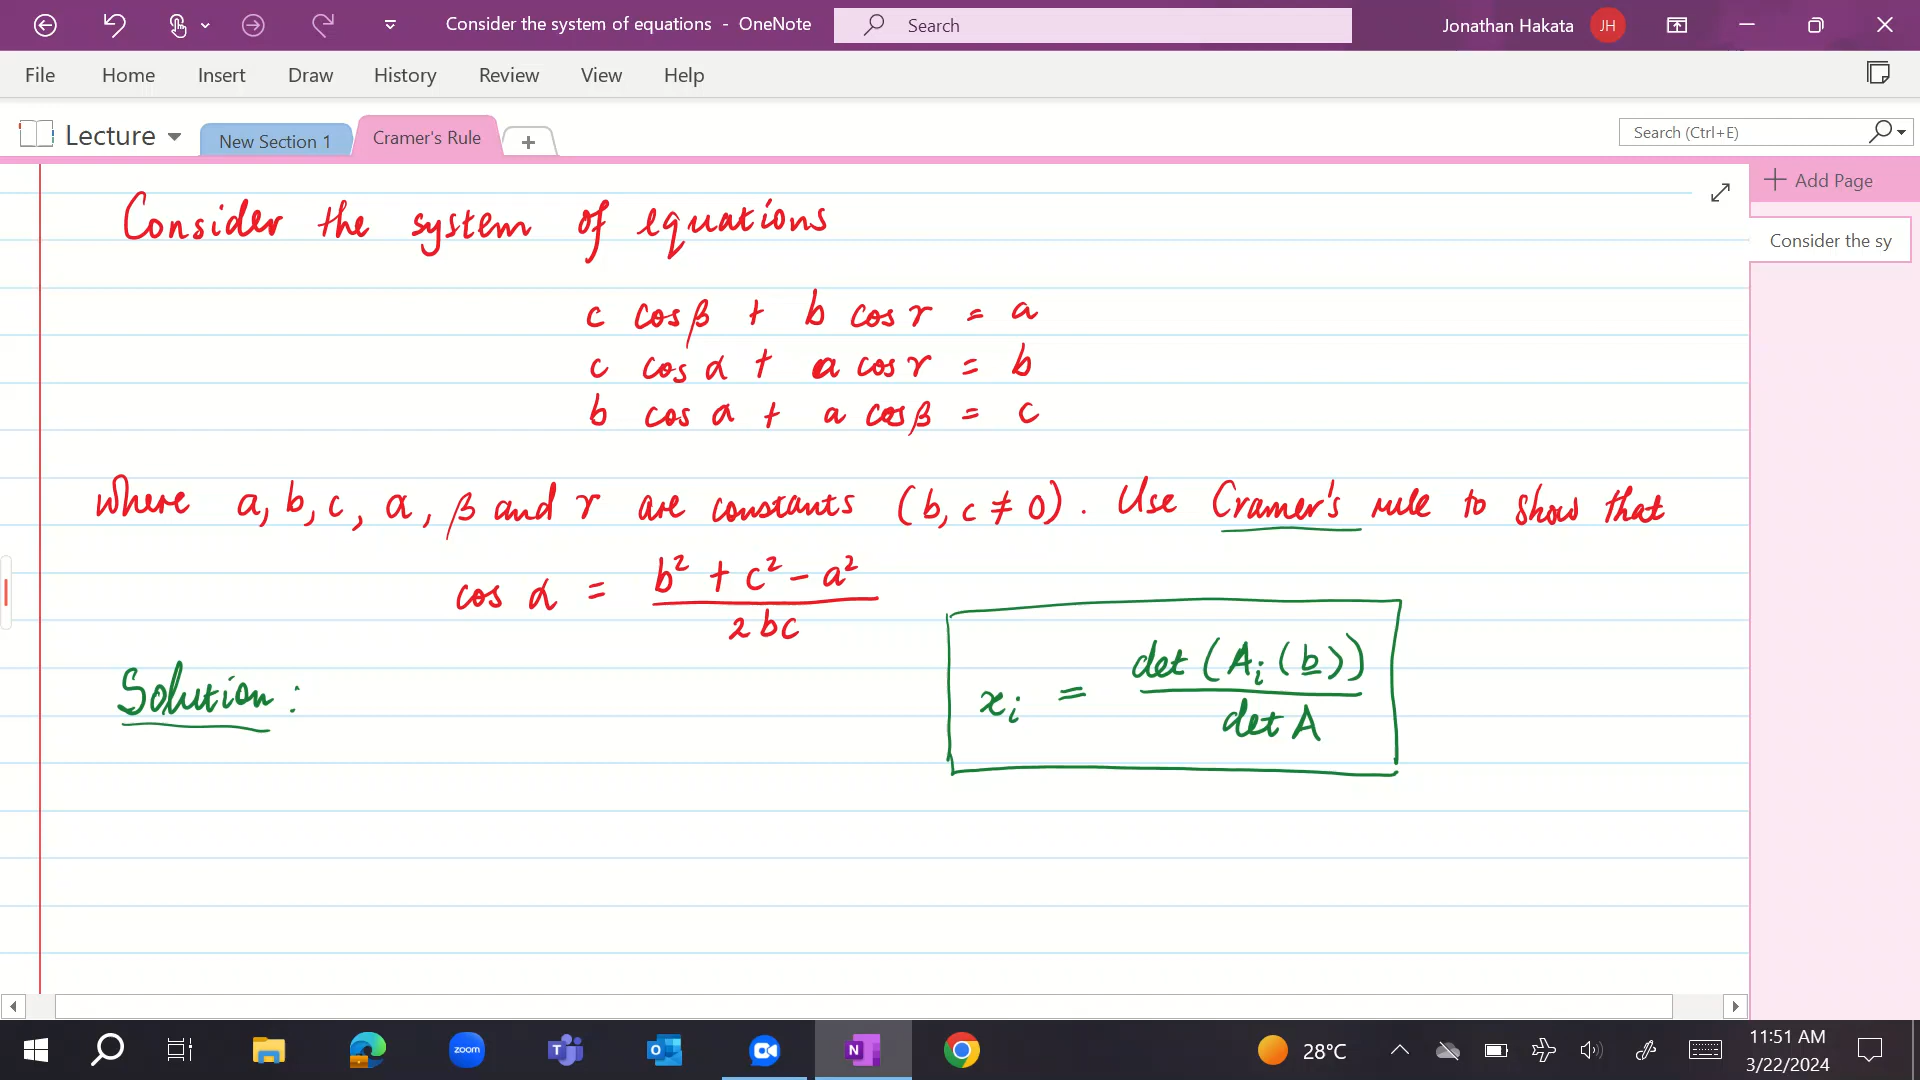 Consider the system of equations - OneNote
Search
Jonathan Hakata
JH
File Home Insert Draw History Review View Help
Lecture
New Section 1
Cramer's Rule
Search (Ctrl+E)
Add Page
Consider the sy
Consider the system of equations
c cos β + b cos γ = a
c cos α + a cos γ = b
b cos α + a cos β = c
where a, b, c, α, β and γ are constants (b, c ≠ 0). Use Cramer's rule to show that
cos α = (b² + c² - a²) / 2bc
Solution:
xᵢ = det (Aᵢ(b)) / det A
zoom
28°C
11:51 AM
3/22/2024